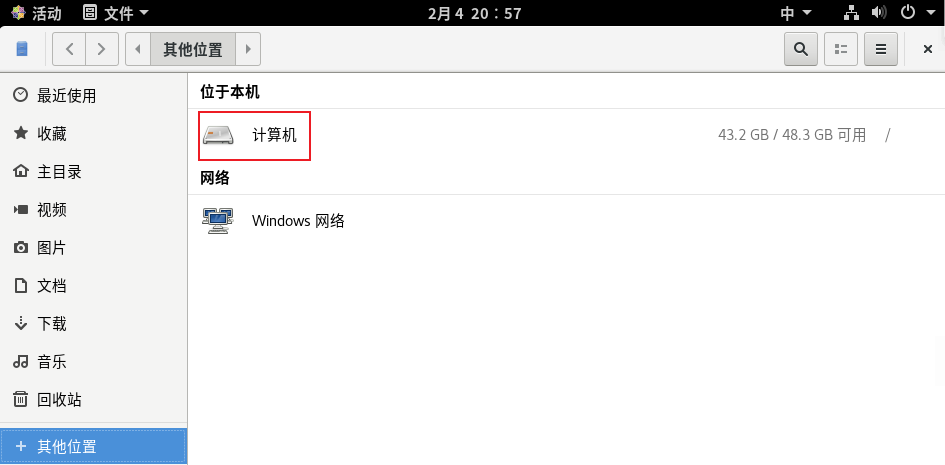 活动 文件 2月4 20：57 中
其他位置
最近使用
收藏
主目录
视频
图片
文档
下载
音乐
回收站
其他位置
位于本机
计算机 43.2 GB / 48.3 GB 可用 /
网络
Windows 网络